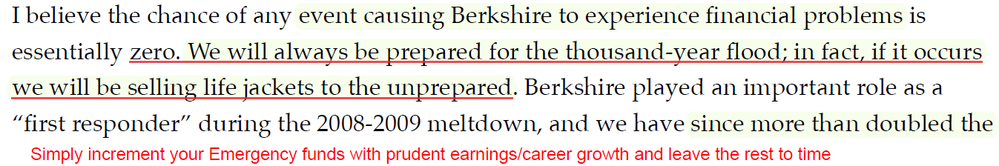 I believe the chance of any event causing Berkshire to experience financial problems is
essentially zero. We will always be prepared for the thousand-year flood; in fact, if it occurs
we will be selling life jackets to the unprepared. Berkshire played an important role as a
“first responder” during the 2008-2009 meltdown, and we have since more than doubled the
Simply increment your Emergency funds with prudent earnings/career growth and leave the rest to time